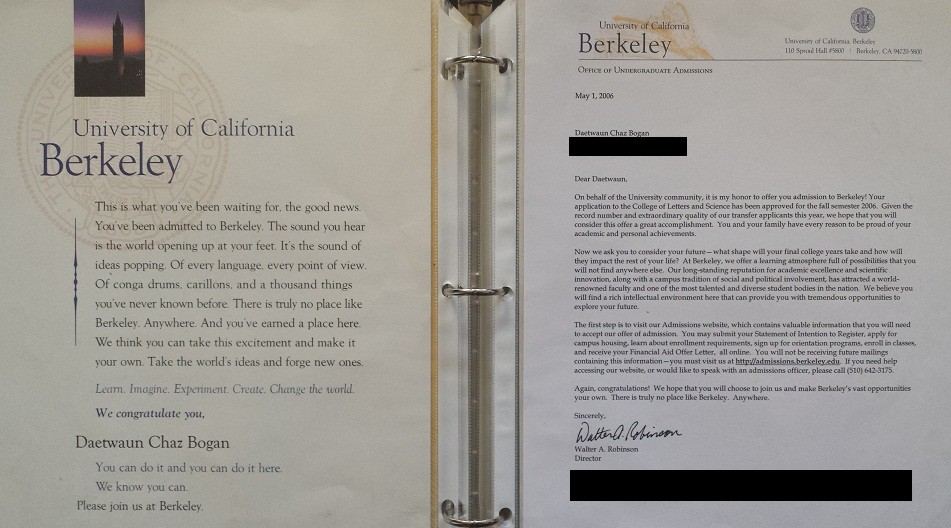 University of California
Berkeley
This is what you've been waiting for, the good news.
You've been admitted to Berkeley. The sound you hear
is the world opening up at your feet. It's the sound of
ideas popping. Of every language, every point of view.
Of conga drums, carillons, and a thousand things
you've never known before. There is truly no place like
Berkeley. Anywhere. And you've earned a place here.
We think you can take this excitement and make it
your own. Take the world's ideas and forge new ones.
Learn. Imagine. Experiment. Create. Change the world.
We congratulate you,
Daetwaun Chaz Bogan
You can do it and you can do it here.
We know you can.
Please join us at Berkeley.
University of California
Berkeley
University of California, Berkeley
110 Sproul Hall #5800 | Berkeley, CA 94720-5800
Office of Undergraduate Admissions
May 1, 2006
Daetwaun Chaz Bogan
Dear Daetwaun,
On behalf of the University community, it is my honor to offer you admission to Berkeley! Your
application to the College of Letters and Science has been approved for the fall semester 2006. Given the
record number and extraordinary quality of our transfer applicants this year, we hope that you will
consider this offer a great accomplishment. You and your family have every reason to be proud of your
academic and personal achievements.
Now we ask you to consider your future—what shape will your final college years take and how will
they impact the rest of your life? At Berkeley, we offer a learning atmosphere full of possibilities that you
will not find anywhere else. Our long-standing reputation for academic excellence and scientific
innovation, along with a campus tradition of social and political involvement, has attracted a world-
renowned faculty and one of the most talented and diverse student bodies in the nation. We believe you
will find a rich intellectual environment here that can provide you with tremendous opportunities to
explore your future.
The first step is to visit our Admissions website, which contains valuable information that you will need
to accept our offer of admission. You may submit your Statement of Intention to Register, apply for
campus housing, learn about enrollment requirements, sign up for orientation programs, enroll in classes,
and receive your Financial Aid Offer Letter, all online. You will not be receiving future mailings
containing this information—you must visit us at http://admissions.berkeley.edu. If you need help
accessing our website, or would like to speak with an admissions officer, please call (510) 642-3175.
Again, congratulations! We hope that you will choose to join us and make Berkeley's vast opportunities
your own. There is truly no place like Berkeley. Anywhere.
Sincerely,
Walter A. Robinson
Walter A. Robinson
Director